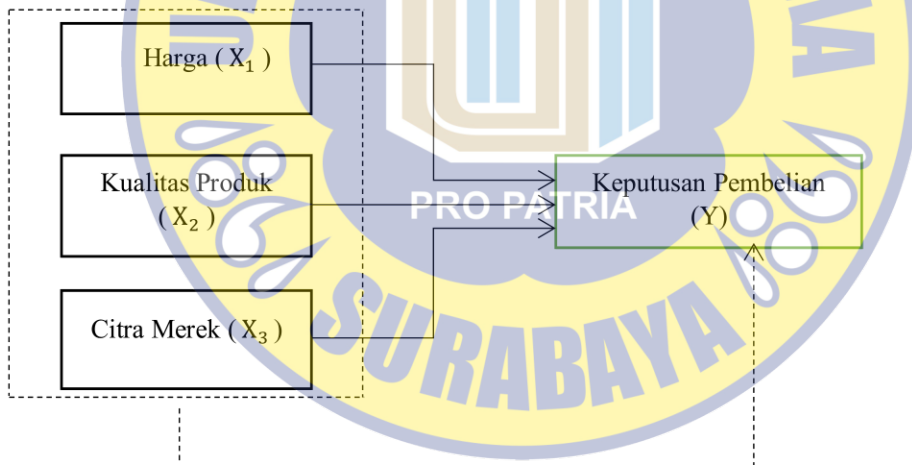 Harga ( X₁ )
Kualitas Produk
( X₂ )
Citra Merek ( X₃ )
Keputusan Pembelian
(Y)
PRO PATRIA
SURABAYA